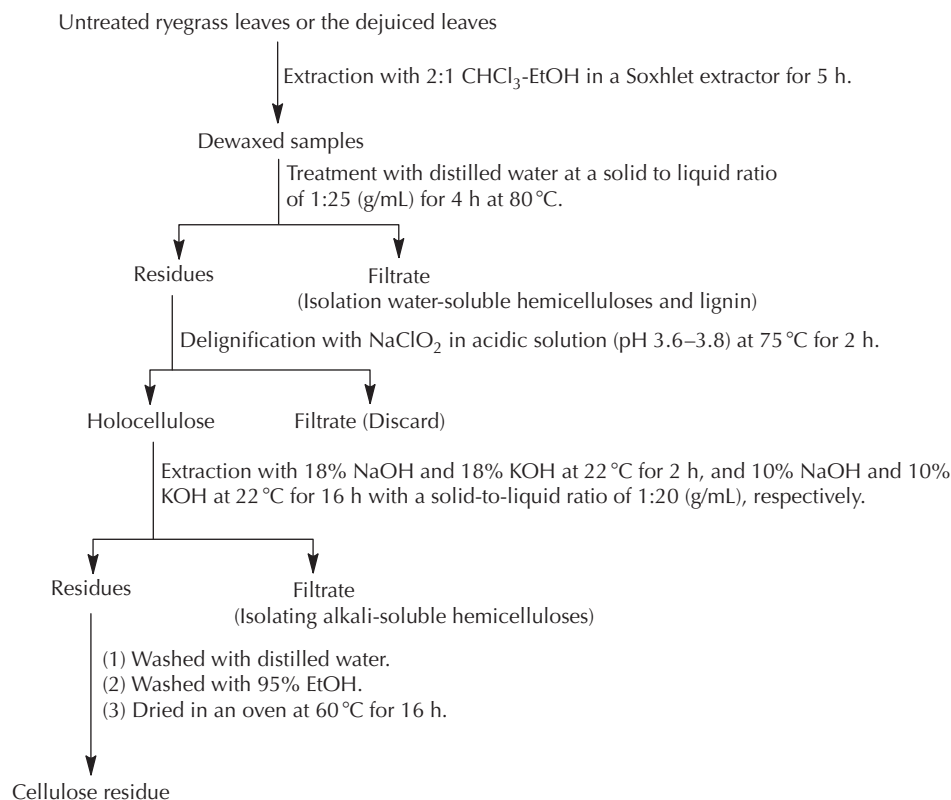 Untreated ryegrass leaves or the dejuiced leaves
Extraction with 2:1 CHCl₃-EtOH in a Soxhlet extractor for 5 h.
Dewaxed samples
Treatment with distilled water at a solid to liquid ratio
of 1:25 (g/mL) for 4 h at 80 °C.
Residues
Filtrate
(Isolation water-soluble hemicelluloses and lignin)
Delignification with NaClO₂ in acidic solution (pH 3.6–3.8) at 75 °C for 2 h.
Holocellulose
Filtrate (Discard)
Extraction with 18% NaOH and 18% KOH at 22 °C for 2 h, and 10% NaOH and 10%
KOH at 22 °C for 16 h with a solid-to-liquid ratio of 1:20 (g/mL), respectively.
Residues
Filtrate
(Isolating alkali-soluble hemicelluloses)
(1) Washed with distilled water.
(2) Washed with 95% EtOH.
(3) Dried in an oven at 60 °C for 16 h.
Cellulose residue